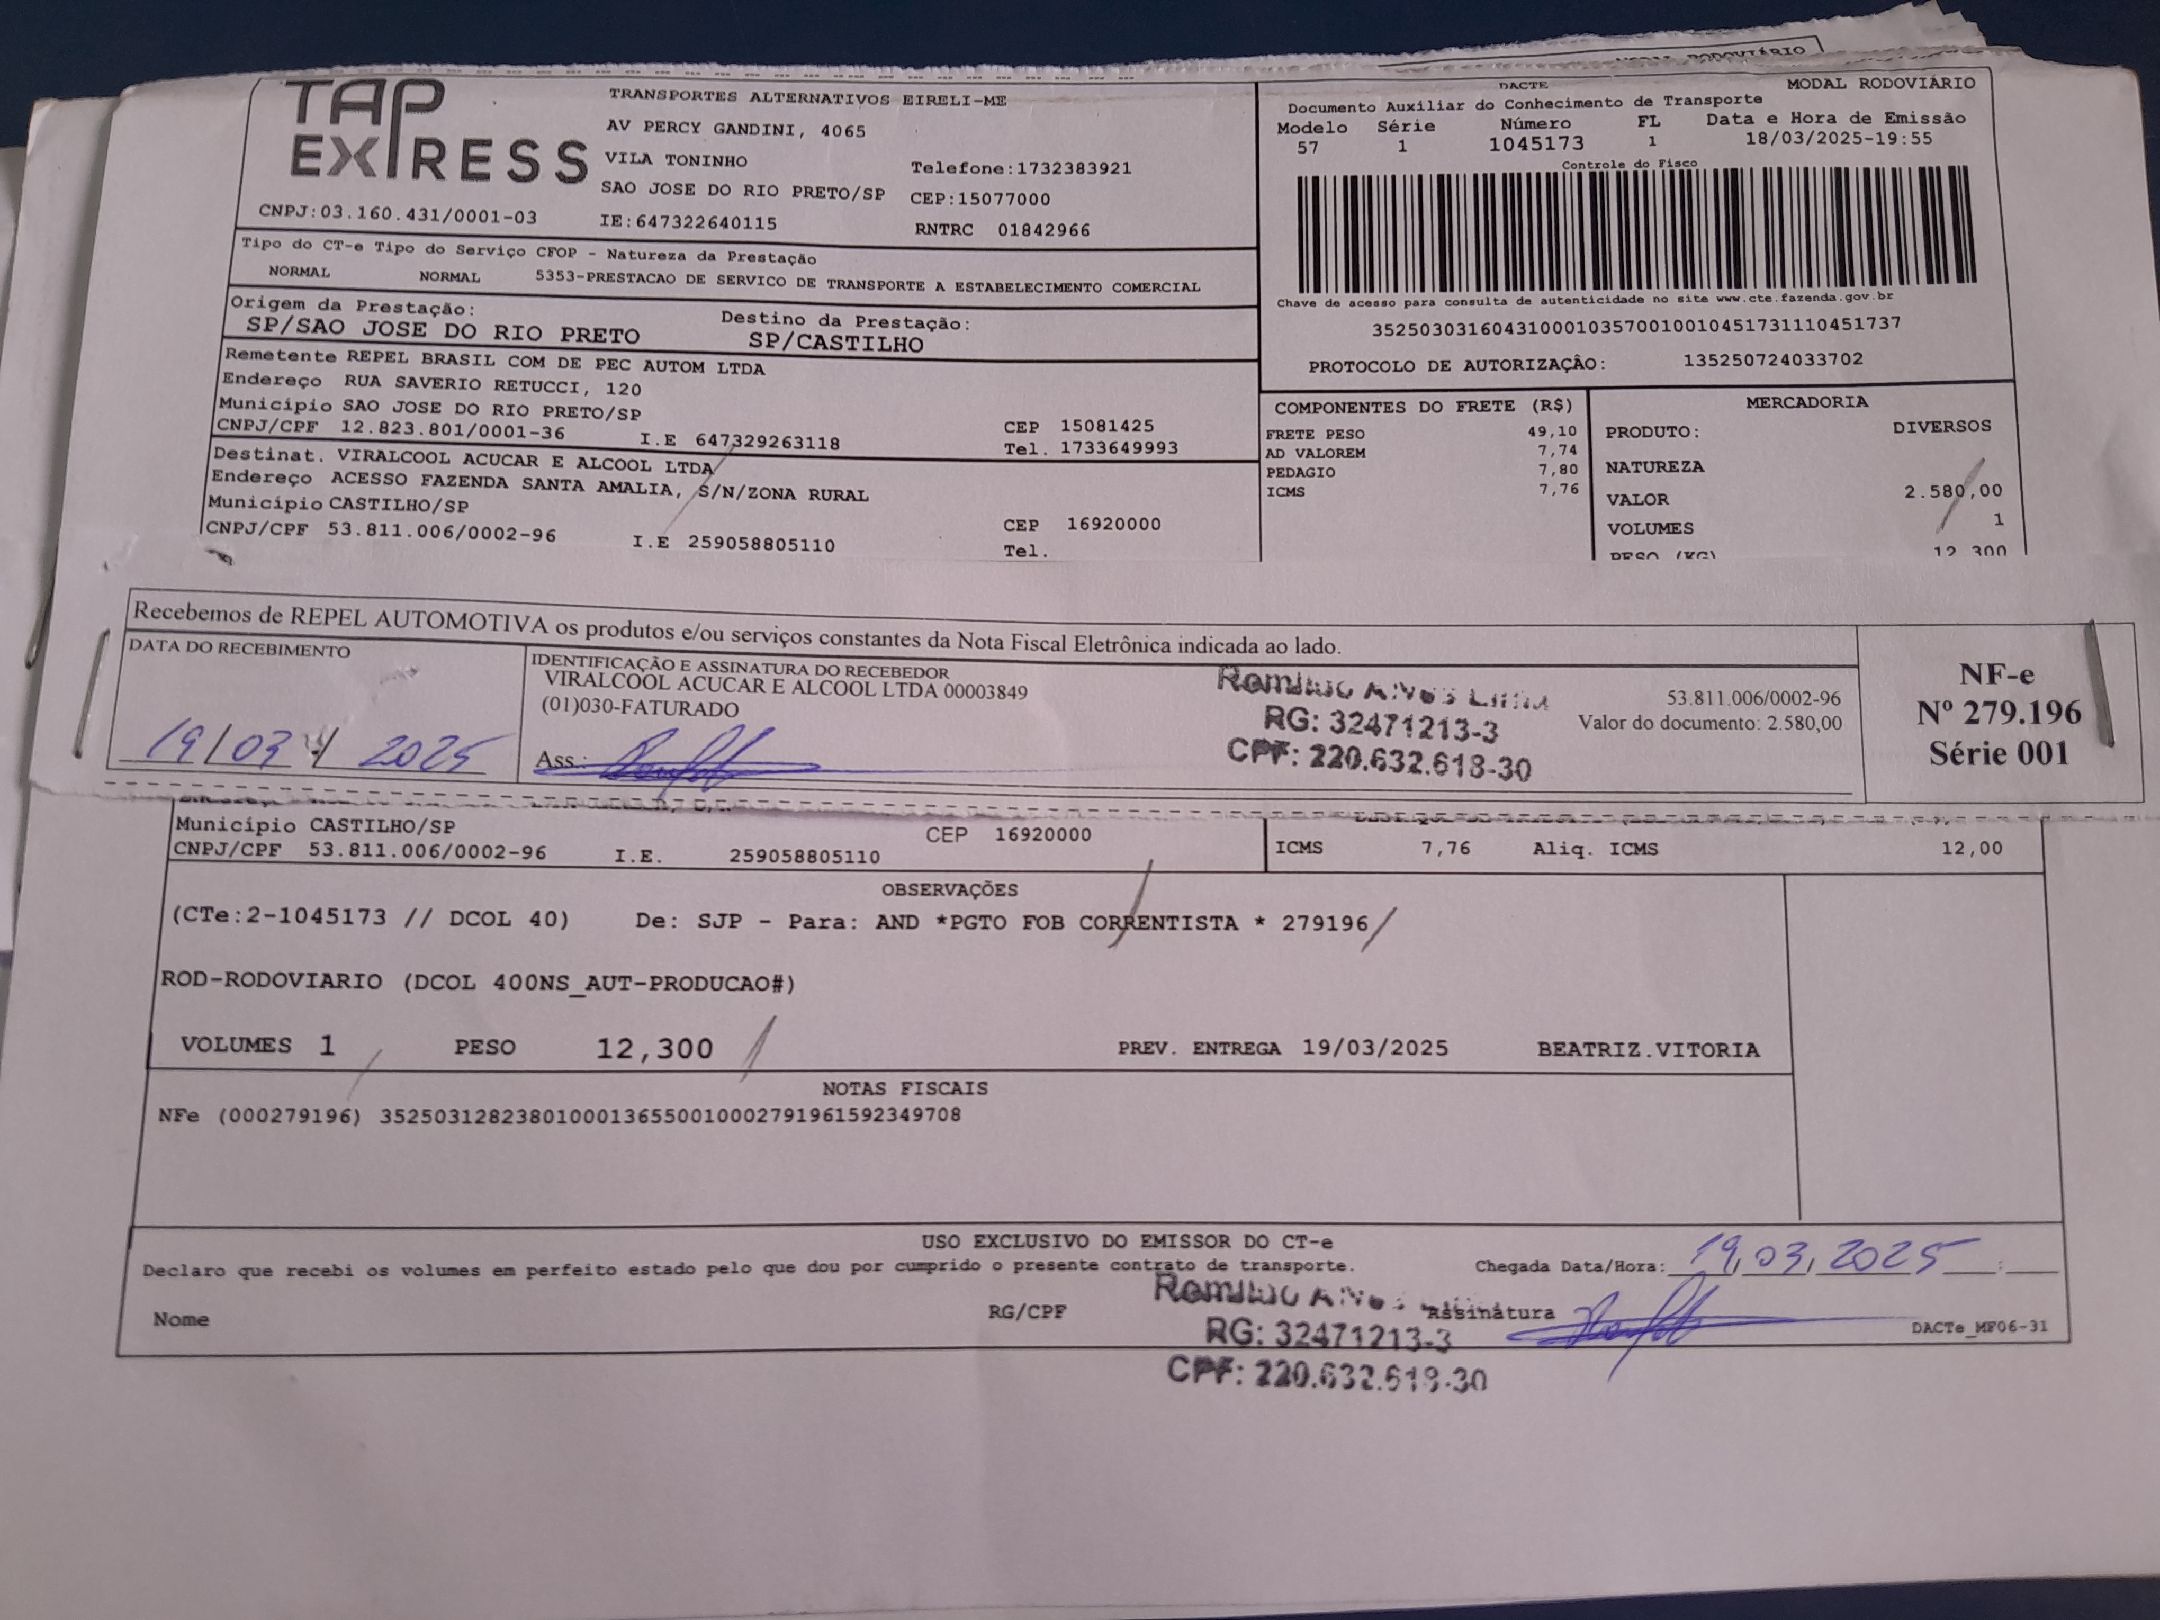 MODAL RODOVIÁRIO
TAP EXPRESS
TRANSPORTES ALTERNATIVOS EIRELI-ME
AV PERCY GANDINI, 4065
VILA TONINHO
Telefone:1732383921
SAO JOSE DO RIO PRETO/SP CEP:15077000
CNPJ:03.160.431/0001-03 IE:647322640115 RNTRC 01842966
DACTE MODAL RODOVIÁRIO
Documento Auxiliar do Conhecimento de Transporte
Modelo Série Número FL Data e Hora de Emissão
57 1 1045173 1 18/03/2025-19:55
Controle do Fisco
Chave de acesso para consulta de autenticidade no site www.cte.fazenda.gov.br
35250303160431000103570010010451731110451737
PROTOCOLO DE AUTORIZAÇÃO: 135250724033702
Tipo do CT-e Tipo do Serviço CFOP - Natureza da Prestação
NORMAL NORMAL 5353-PRESTACAO DE SERVICO DE TRANSPORTE A ESTABELECIMENTO COMERCIAL
Origem da Prestação: Destino da Prestação:
SP/SAO JOSE DO RIO PRETO SP/CASTILHO
Remetente REPEL BRASIL COM DE PEC AUTOM LTDA
Endereço RUA SAVERIO RETUCCI, 120
Município SAO JOSE DO RIO PRETO/SP CEP 15081425
CNPJ/CPF 12.823.801/0001-36 I.E 647329263118 Tel. 1733649993
Destinat. VIRALCOOL ACUCAR E ALCOOL LTDA
Endereço ACESSO FAZENDA SANTA AMALIA, S/N/ZONA RURAL
Município CASTILHO/SP CEP 16920000
CNPJ/CPF 53.811.006/0002-96 I.E 259058805110 Tel.
COMPONENTES DO FRETE (R$)
FRETE PESO 49,10
AD VALOREM 7,74
PEDAGIO 7,80
ICMS 7,76
MERCADORIA
PRODUTO: DIVERSOS
NATUREZA
VALOR 2.580,00
VOLUMES 1
PESO (KG) 12,300
Recebemos de REPEL AUTOMOTIVA os produtos e/ou serviços constantes da Nota Fiscal Eletrônica indicada ao lado.
DATA DO RECEBIMENTO
19/03/2025
IDENTIFICAÇÃO E ASSINATURA DO RECEBEDOR
VIRALCOOL ACUCAR E ALCOOL LTDA 00003849
(01)030-FATURADO
Ass.:
RG: 32471213-3
CPF: 220.632.618-30
53.811.006/0002-96
Valor do documento: 2.580,00
NF-e
Nº 279.196
Série 001
Município CASTILHO/SP CEP 16920000
CNPJ/CPF 53.811.006/0002-96 I.E. 259058805110
ICMS 7,76 Aliq. ICMS 12,00
OBSERVAÇÕES
(CTe:2-1045173 // DCOL 40) De: SJP - Para: AND *PGTO FOB CORRENTISTA * 279196
ROD-RODOVIARIO (DCOL 400NS_AUT-PRODUCAO#)
VOLUMES 1 PESO 12,300 PREV. ENTREGA 19/03/2025 BEATRIZ.VITORIA
NOTAS FISCAIS
NFe (000279196) 35250312823801000136550010002791961592349708
USO EXCLUSIVO DO EMISSOR DO CT-e
Declaro que recebi os volumes em perfeito estado pelo que dou por cumprido o presente contrato de transporte. Chegada Data/Hora: 19,03,2025 :
Nome RG/CPF Assinatura
RG: 32471213-3
CPF: 220.632.618-30
DACTe_MF06-31